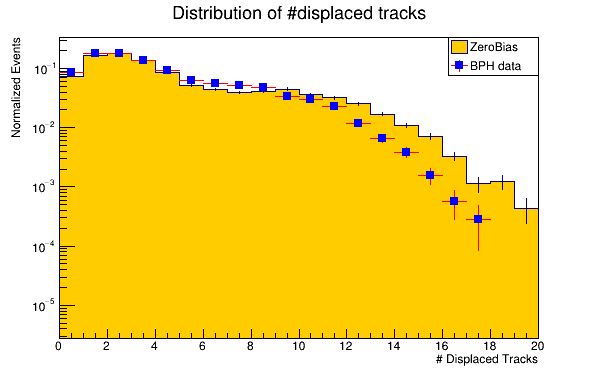 Distribution of #displaced tracks
Normalized Events
ZeroBias
BPH data
10⁻¹
10⁻²
10⁻³
10⁻⁴
10⁻⁵
0 2 4 6 8 10 12 14 16 18 20
# Displaced Tracks